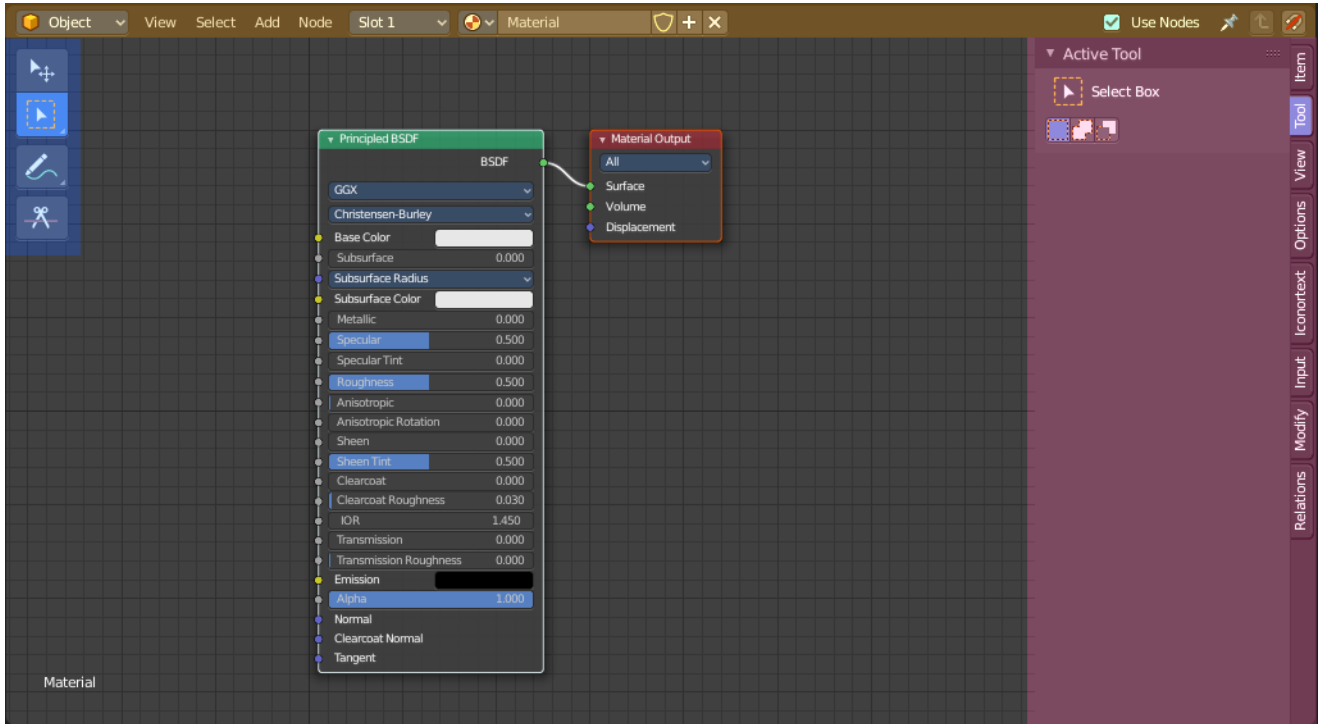 Object View Select Add Node Slot 1 Material Use Nodes
Active Tool
Select Box
Item
Tool
View
Options
Iconortext
Input
Modify
Relations
Principled BSDF
BSDF
GGX
Christensen-Burley
Base Color
Subsurface 0.000
Subsurface Radius
Subsurface Color
Metallic 0.000
Specular 0.500
Specular Tint 0.000
Roughness 0.500
Anisotropic 0.000
Anisotropic Rotation 0.000
Sheen 0.000
Sheen Tint 0.500
Clearcoat 0.000
Clearcoat Roughness 0.030
IOR 1.450
Transmission 0.000
Transmission Roughness 0.000
Emission
Alpha 1.000
Normal
Clearcoat Normal
Tangent
Material Output
All
Surface
Volume
Displacement
Material